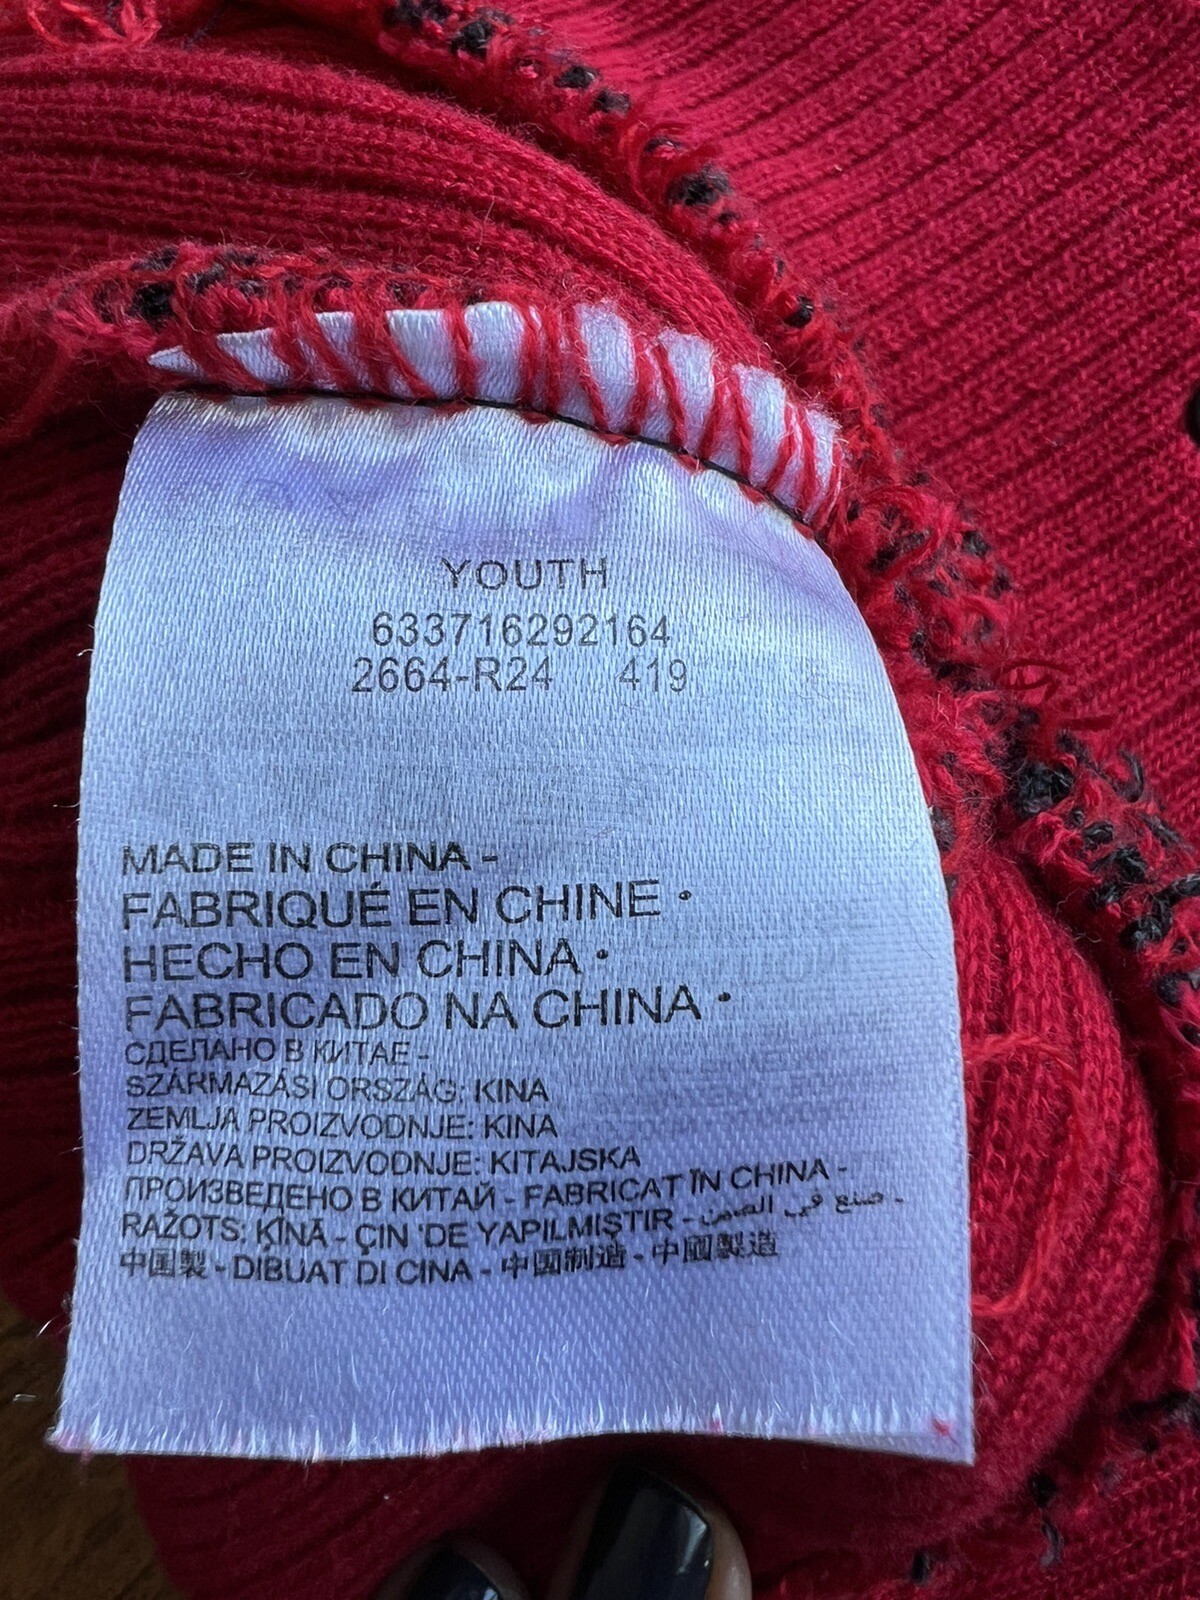 YOUTH
633716292164
2664-R24 419
MADE IN CHINA -
FABRIQUÉ EN CHINE •
HECHO EN CHINA •
FABRICADO NA CHINA •
СДЕЛАНО В КИТАЕ -
SZÁRMAZÁSI ORSZÁG: KINA
ZEMLJA PROIZVODNJE: KINA
DRŽAVA PROIZVODNJE: KITAJSKA
ПРОИЗВЕДЕНО В КИТАЙ - FABRICAT ÎN CHINA -
RAŽOTS: ĶĪNĀ - ÇIN 'DE YAPILMIŞTIR - صنع في الصين -
中国製 - DIBUAT DI CINA - 中国制造 - 中國製造